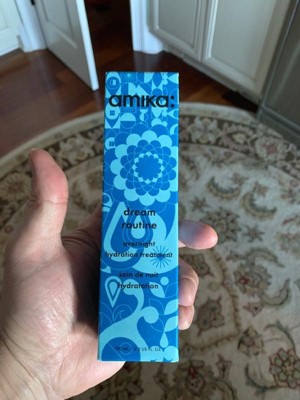 amika:
dream
routine
overnight
hydration treatment
soin de nuit
hydratation